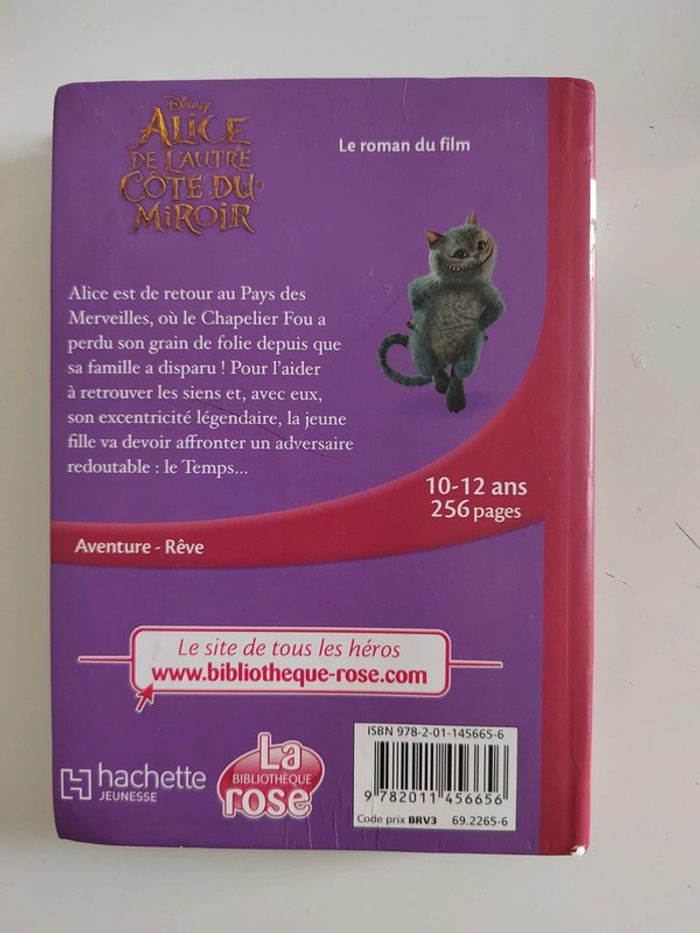 Disney
ALICE
DE L'AUTRE
CÔTÉ DU
MIROIR
Le roman du film
Alice est de retour au Pays des
Merveilles, où le Chapelier Fou a
perdu son grain de folie depuis que
sa famille a disparu ! Pour l'aider
à retrouver les siens et, avec eux,
son excentricité légendaire, la jeune
fille va devoir affronter un adversaire
redoutable : le Temps...
10-12 ans
256 pages
Aventure - Rêve
Le site de tous les héros
www.bibliotheque-rose.com
hachette
JEUNESSE
La
BIBLIOTHÈQUE
rose
ISBN 978-2-01-145665-6
9 782011 456656
Code prix BRV3 69.2265-6